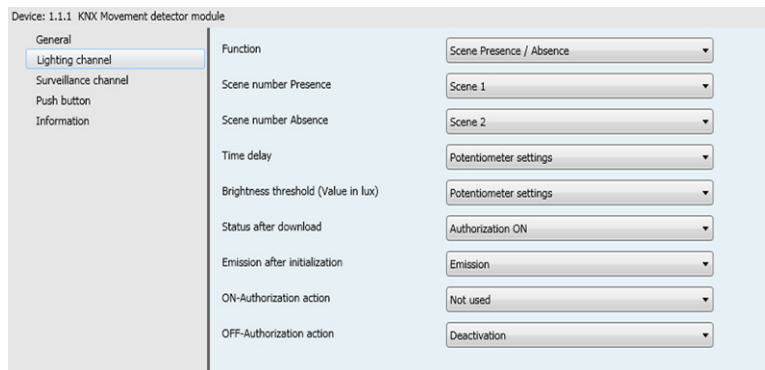 Device: 1.1.1 KNX Movement detector module
General
Lighting channel
Surveillance channel
Push button
Information
Function Scene Presence / Absence
Scene number Presence Scene 1
Scene number Absence Scene 2
Time delay Potentiometer settings
Brightness threshold (Value in lux) Potentiometer settings
Status after download Authorization ON
Emission after initialization Emission
ON-Authorization action Not used
OFF-Authorization action Deactivation